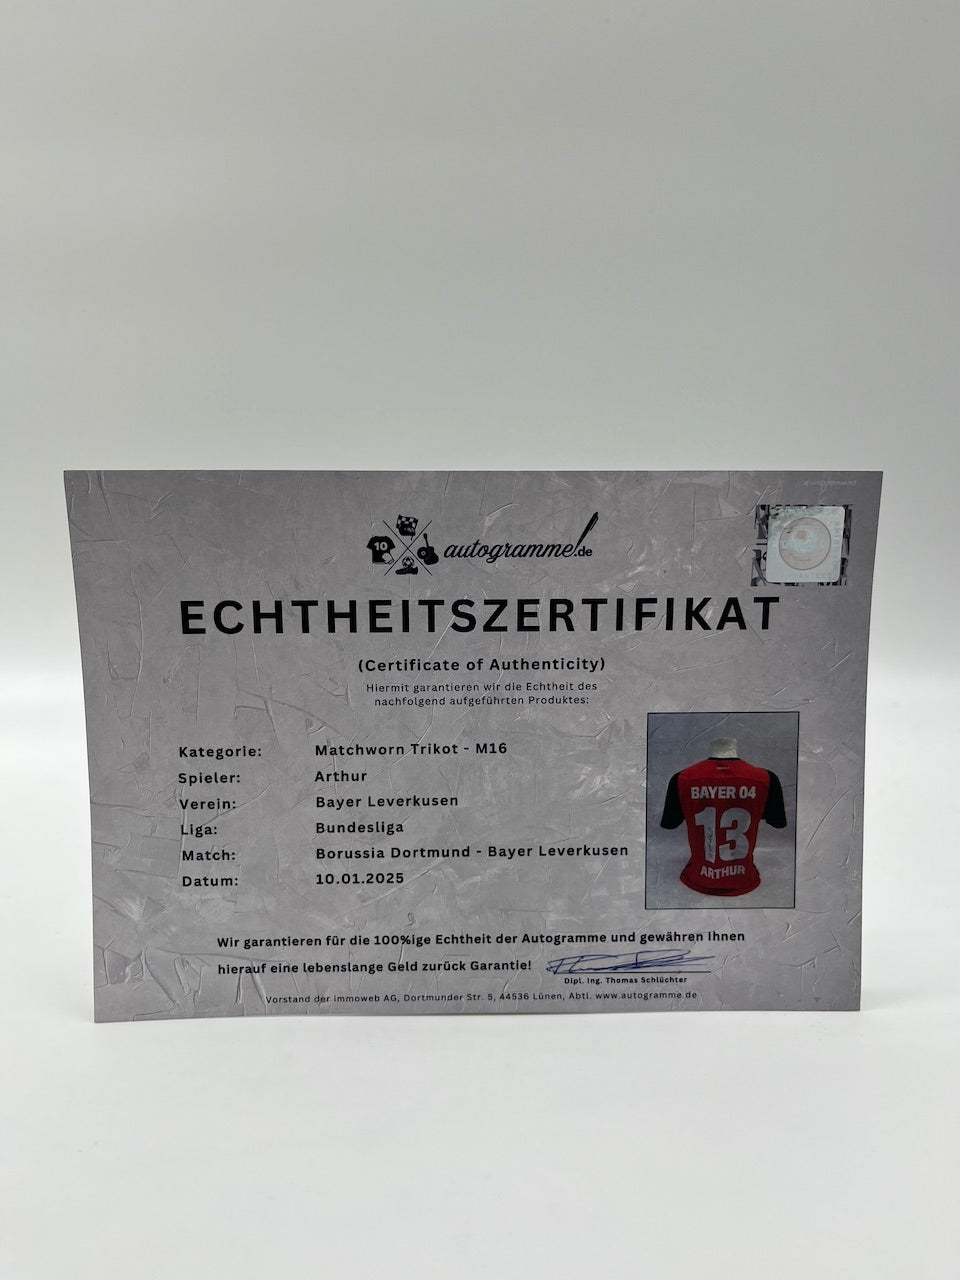 10
autogramme!.de
ECHTHEITSZERTIFIKAT
(Certificate of Authenticity)
Hiermit garantieren wir die Echtheit des
nachfolgend aufgeführten Produktes:
Kategorie: Matchworn Trikot - M16
Spieler: Arthur
Verein: Bayer Leverkusen
Liga: Bundesliga
Match: Borussia Dortmund - Bayer Leverkusen
Datum: 10.01.2025
BAYER 04
13
ARTHUR
Wir garantieren für die 100%ige Echtheit der Autogramme und gewähren Ihnen
hierauf eine lebenslange Geld zurück Garantie!
Dipl. Ing. Thomas Schlüchter
Vorstand der immoweb AG, Dortmunder Str. 5, 44536 Lünen, Abtl. www.autogramme.de